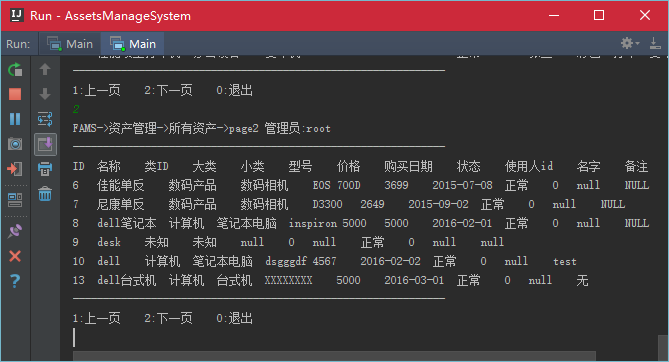 Run - AssetsManageSystem
Run: Main Main
1:上一页 2:下一页 0:退出
2
FAMS->资产管理->所有资产->page2 管理员:root
ID 名称 类ID 大类 小类 型号 价格 购买日期 状态 使用人id 名字 备注
6 佳能单反 数码产品 数码相机 EOS 700D 3699 2015-07-08 正常 0 null NULL
7 尼康单反 数码产品 数码相机 D3300 2649 2015-09-02 正常 0 null NULL
8 dell笔记本 计算机 笔记本电脑 inspiron 5000 5000 2016-02-01 正常 0 null NULL
9 desk 未知 未知 null 0 null 正常 0 null null
10 dell 计算机 笔记本电脑 dsgggdf 4567 2016-02-02 正常 0 null test
13 dell台式机 计算机 台式机 XXXXXXXX 5000 2016-03-01 正常 0 null 无
1:上一页 2:下一页 0:退出